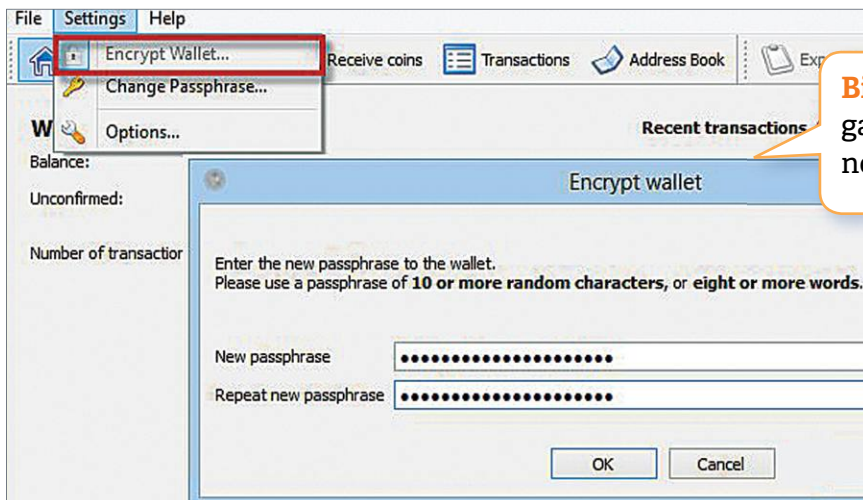 File Settings Help
Encrypt Wallet...
Receive coins Transactions Address Book
Change Passphrase...
Options...
Recent transactions
Balance:
Unconfirmed:
Encrypt wallet
Number of
Enter the new passphrase to the wallet.
Please use a passphrase of 10 or more random characters, or eight or more words.
New passphrase
Repeat new passphrase
OK Cancel